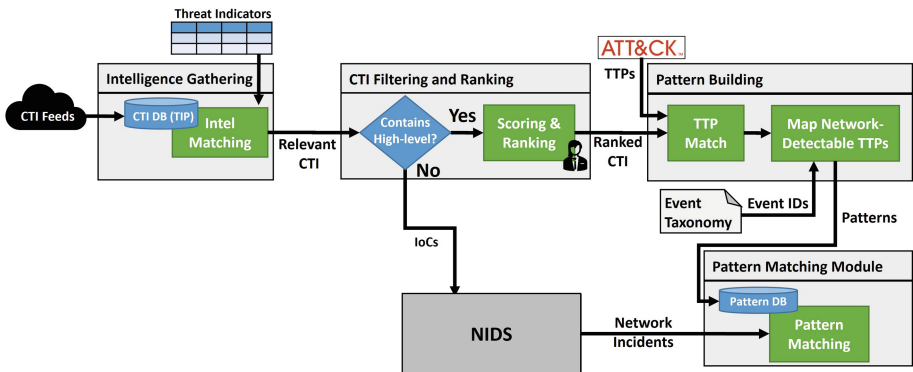 Threat Indicators
Intelligence Gathering
CTI Feeds
CTI DB (TIP)
Intel
Matching
Relevant
CTI
CTI Filtering and Ranking
Contains
High-level?
Yes
No
Scoring &
Ranking
Ranked
CTI
ATT&CK™
TTPs
Pattern Building
TTP
Match
Map Network-
Detectable TTPs
Event
Taxonomy
Event IDs
Patterns
IoCs
NIDS
Network
Incidents
Pattern Matching Module
Pattern DB
Pattern
Matching